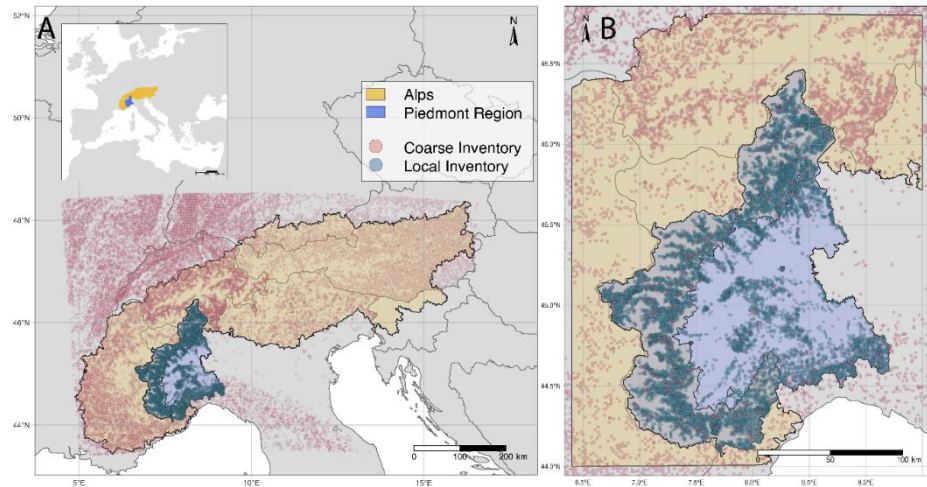 A
52°N
50°N
48°N
46°N
44°N
5°E
10°E
15°E
N
Alps
Piedmont Region
Coarse Inventory
Local Inventory
0 100 200 km
B
N
46.5°N
46.0°N
45.5°N
45.0°N
44.5°N
44.0°N
6.5°E
7.0°E
7.5°E
8.0°E
8.5°E
9.0°E
0 50 100 km